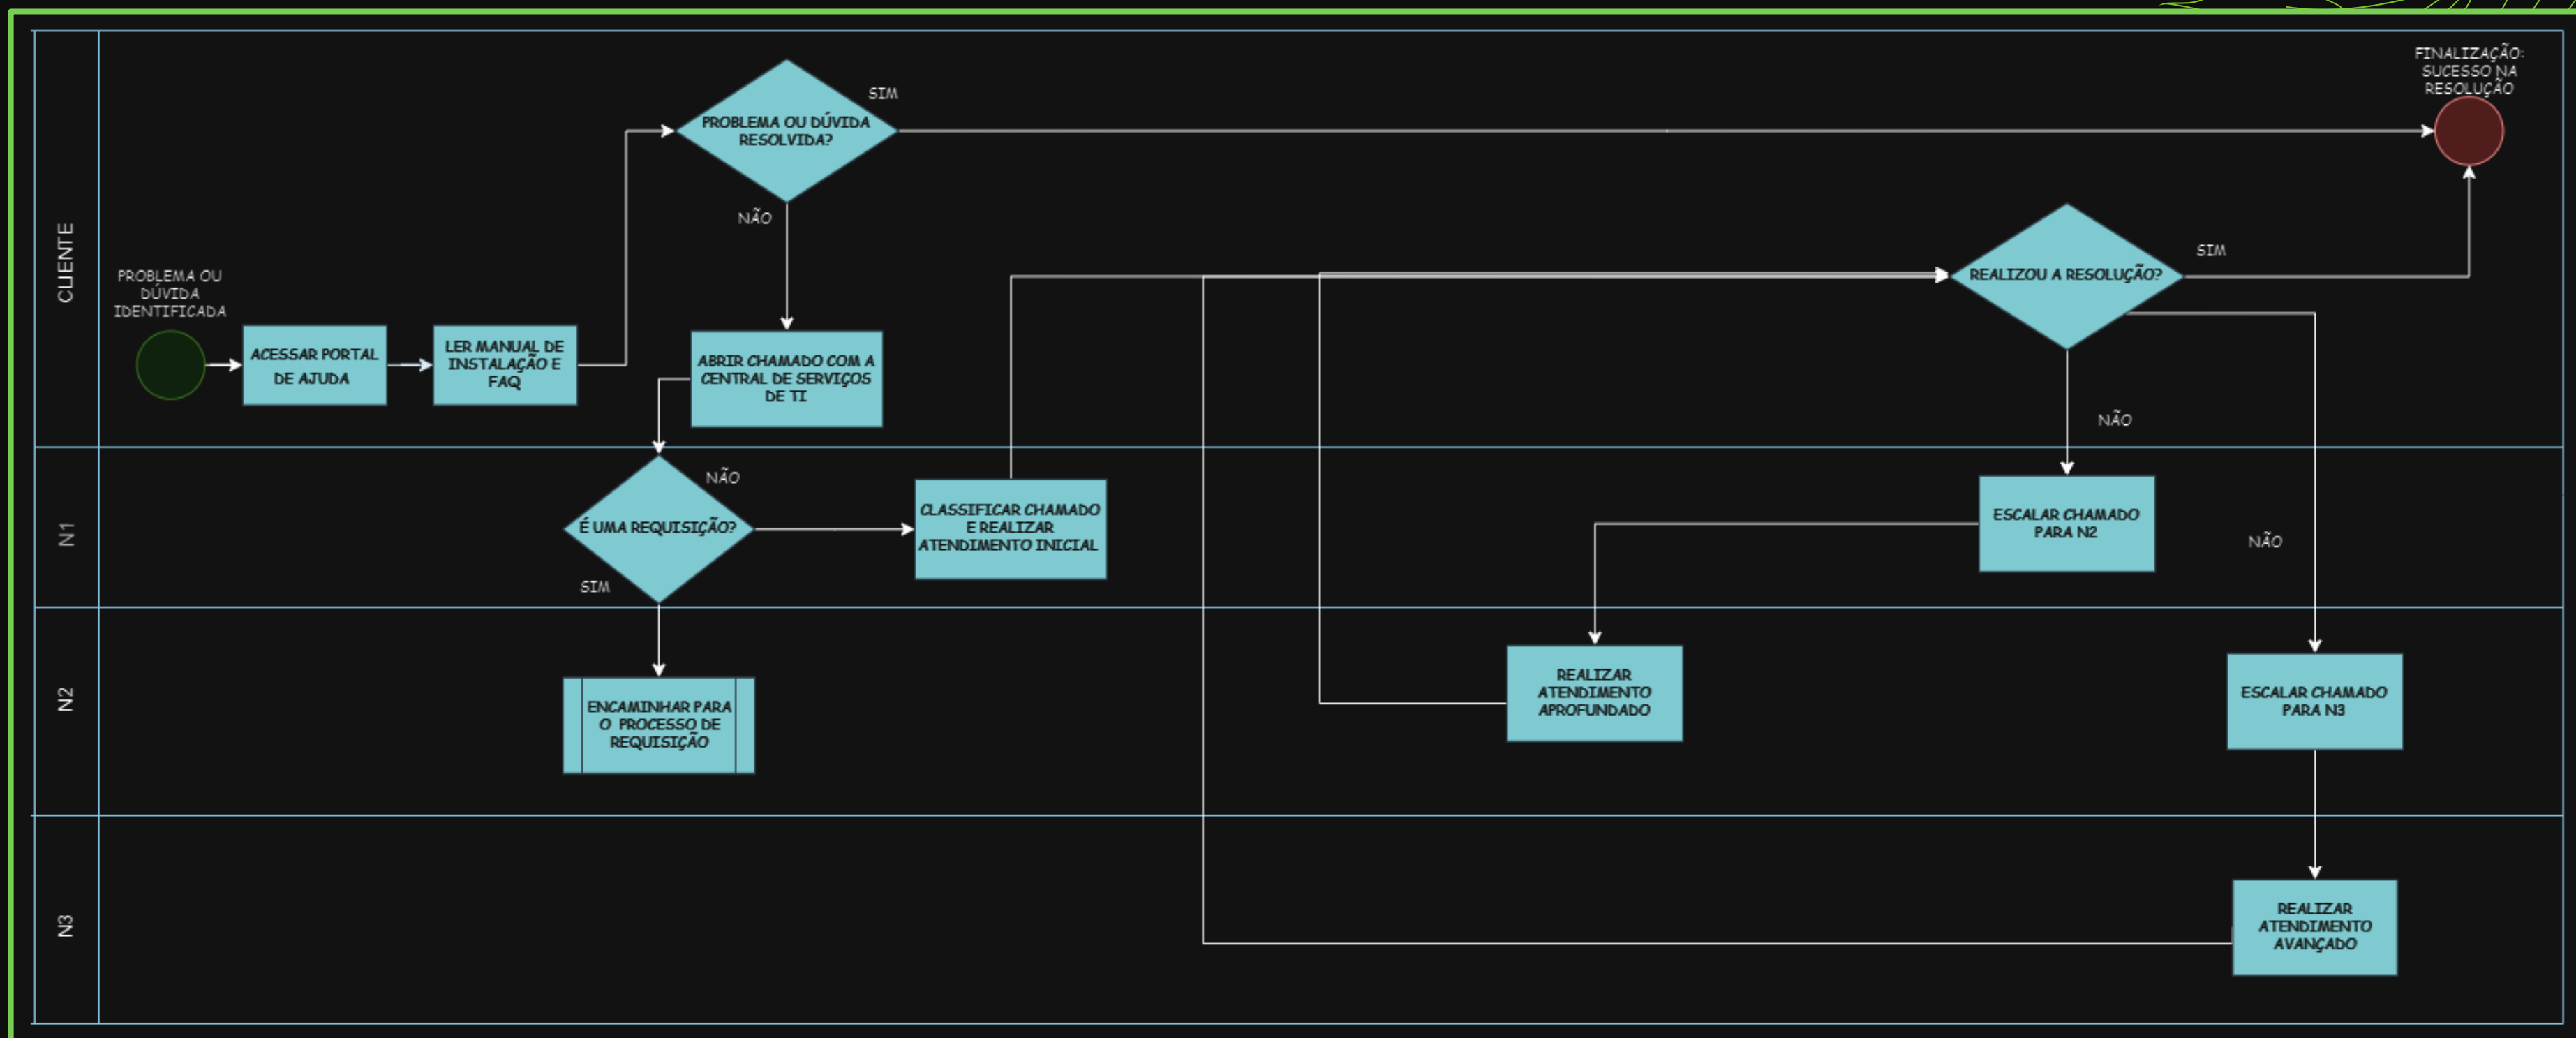 FINALIZAÇÃO:
SUCESSO NA
RESOLUÇÃO
SIM
PROBLEMA OU DÚVIDA
RESOLVIDA?
NÃO
CLIENTE
PROBLEMA OU
DÚVIDA
IDENTIFICADA
ACESSAR PORTAL
DE AJUDA
LER MANUAL DE
INSTALAÇÃO E
FAQ
ABRIR CHAMADO COM A
CENTRAL DE SERVIÇOS
DE TI
REALIZOU A RESOLUÇÃO?
SIM
NÃO
N1
É UMA REQUISIÇÃO?
NÃO
SIM
CLASSIFICAR CHAMADO
E REALIZAR
ATENDIMENTO INICIAL
ESCALAR CHAMADO
PARA N2
NÃO
N2
ENCAMINHAR PARA
O PROCESSO DE
REQUISIÇÃO
REALIZAR
ATENDIMENTO
APROFUNDADO
ESCALAR CHAMADO
PARA N3
N3
REALIZAR
ATENDIMENTO
AVANÇADO